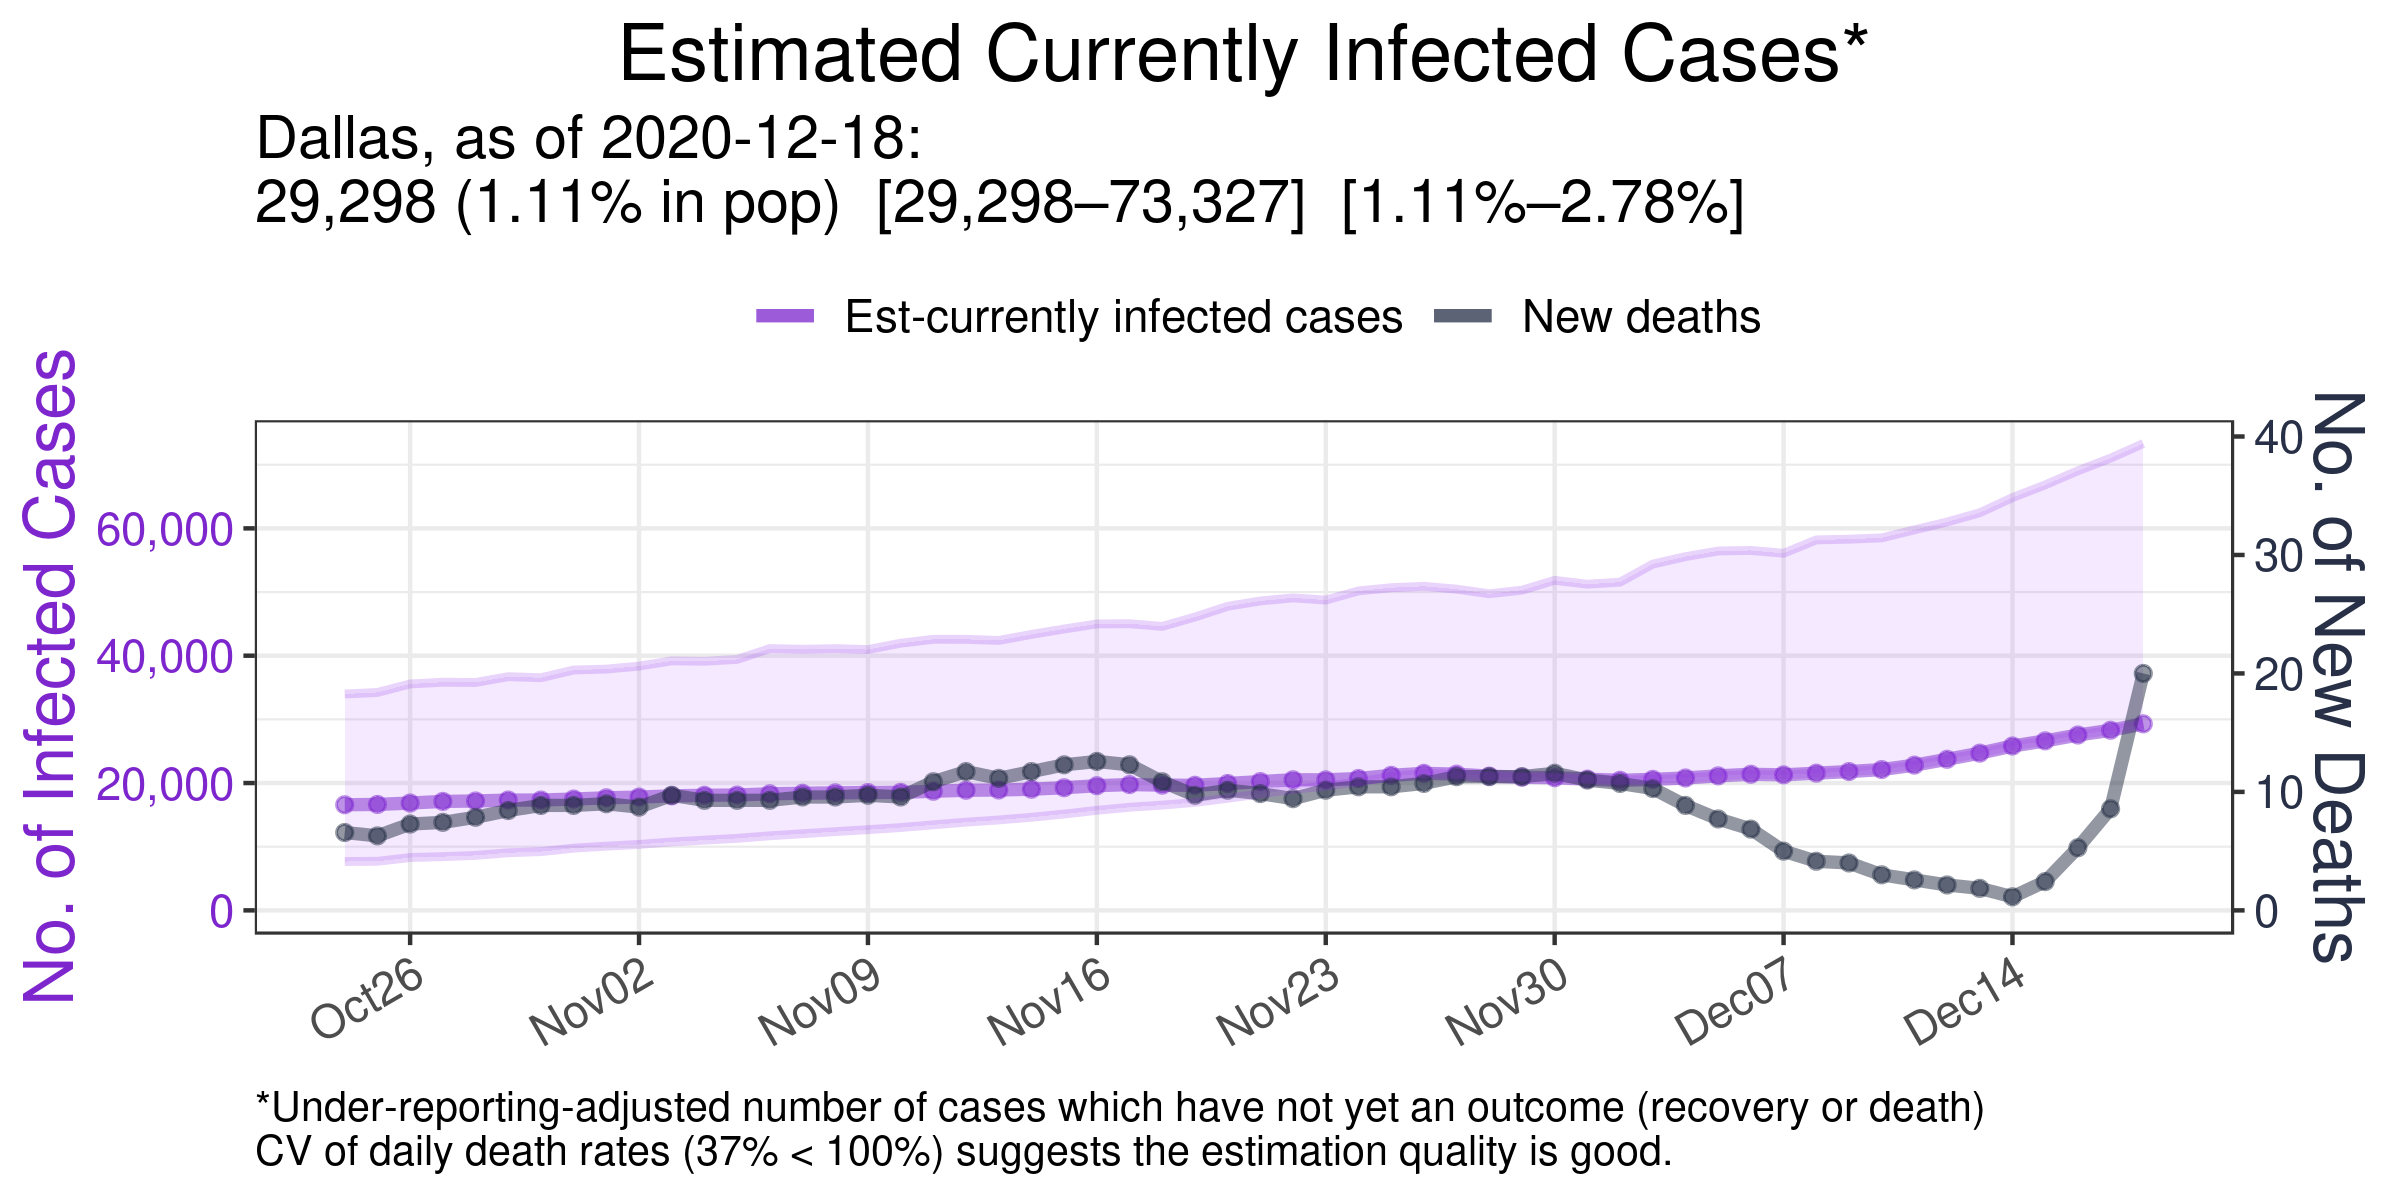 Estimated Currently Infected Cases*
Dallas, as of 2020-12-18:
29,298 (1.11% in pop)  [29,298–73,327]  [1.11%–2.78%]
Est-currently infected cases
New deaths
No. of Infected Cases
60,000
40,000
20,000
0
40
30
20
10
0
No. of New Deaths
Oct26
Nov02
Nov09
Nov16
Nov23
Nov30
Dec07
Dec14
*Under-reporting-adjusted number of cases which have not yet an outcome (recovery or death)
CV of daily death rates (37% < 100%) suggests the estimation quality is good.